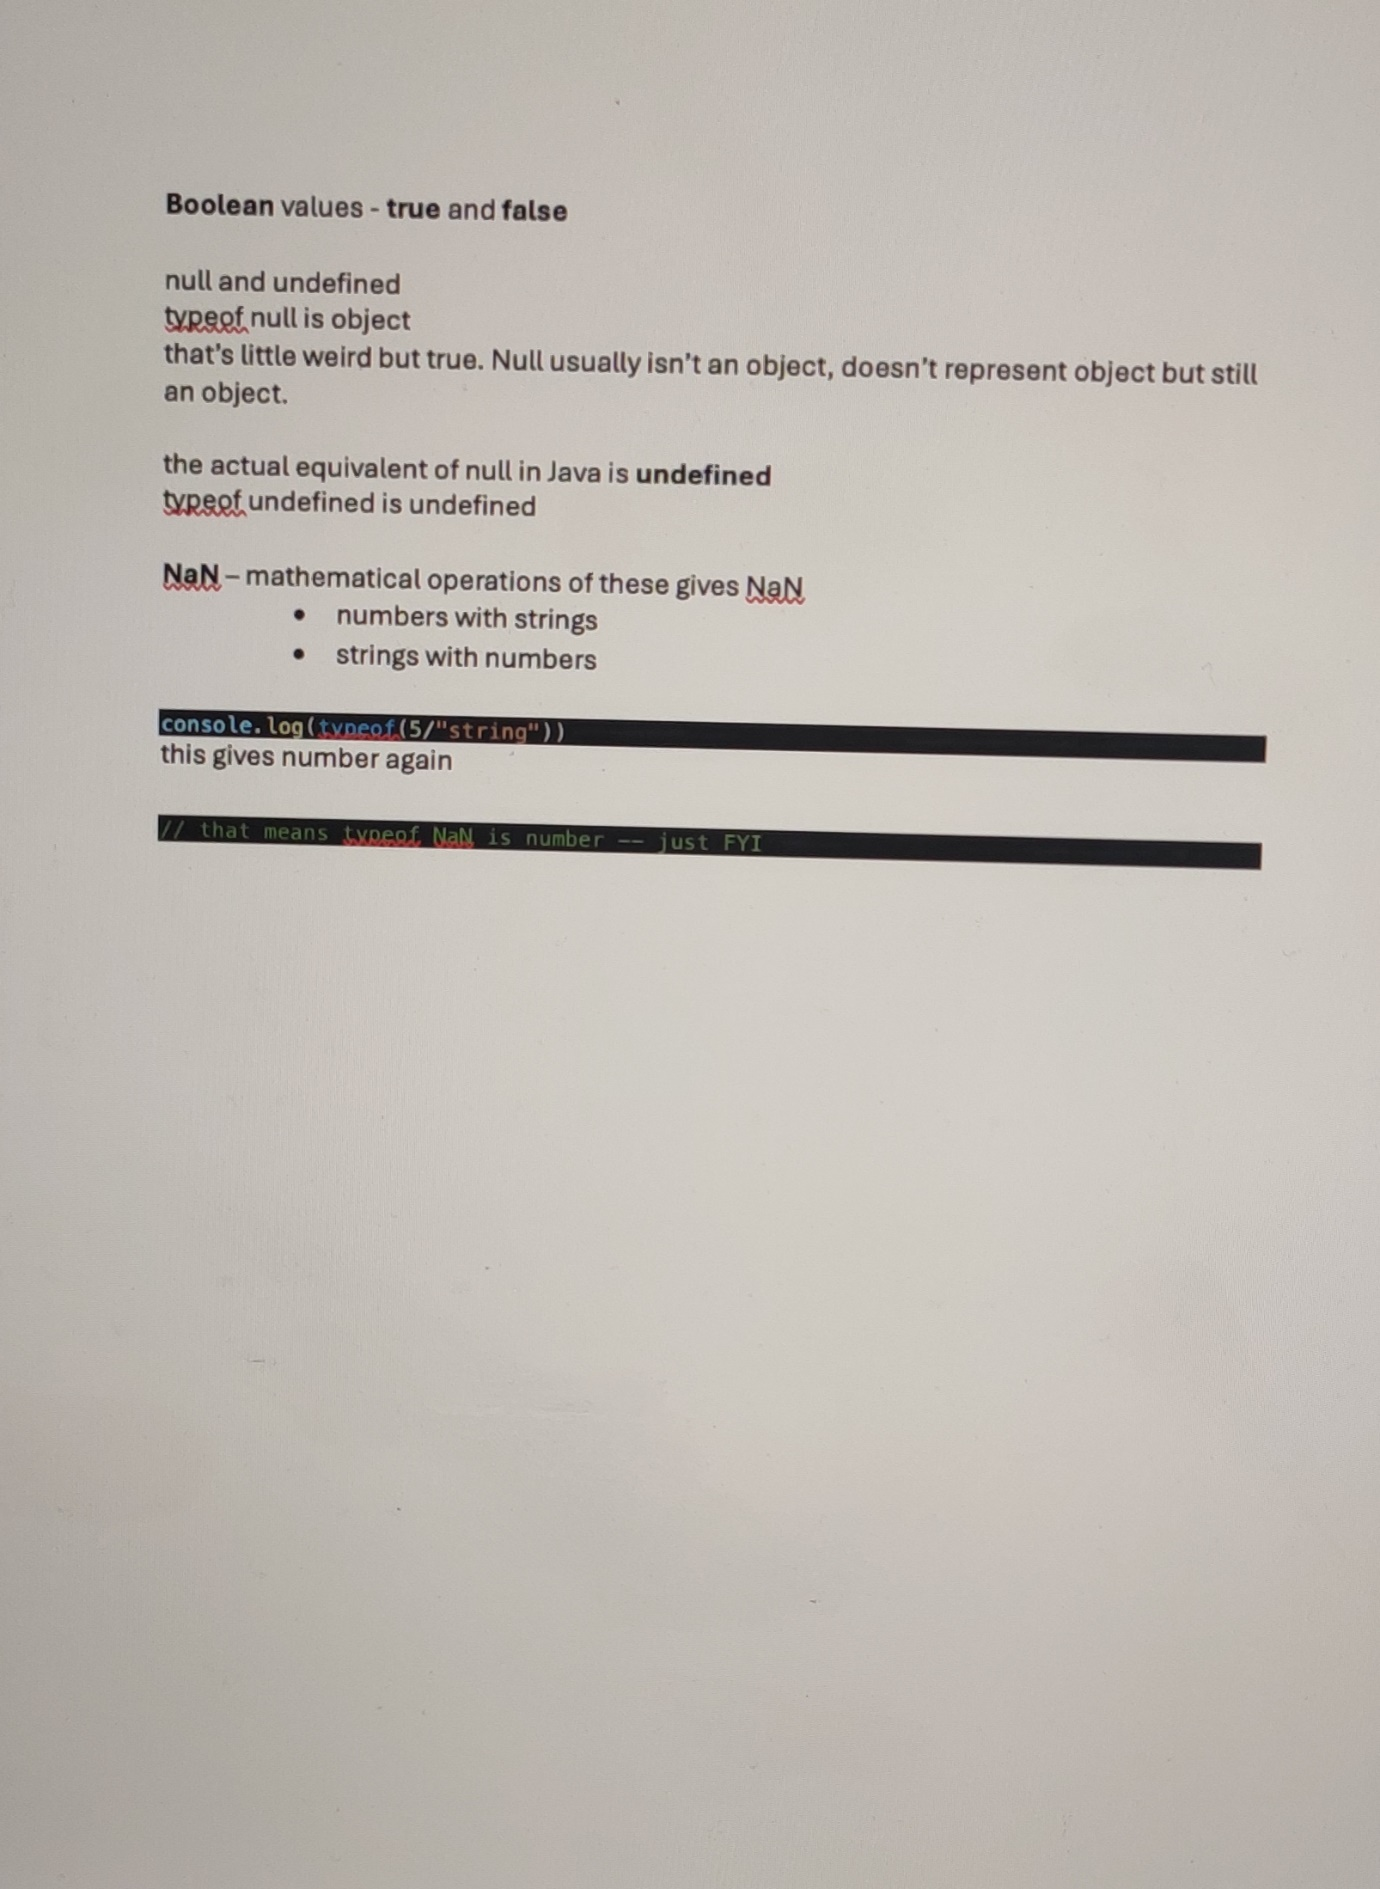 Boolean values - true and false
null and undefined
typeof null is object
that's little weird but true. Null usually isn't an object, doesn't represent object but still
an object.
the actual equivalent of null in Java is undefined
typeof undefined is undefined
NaN – mathematical operations of these gives NaN
• numbers with strings
• strings with numbers
console.log(typeof(5/"string"))
this gives number again
// that means typeof NaN is number -- just FYI